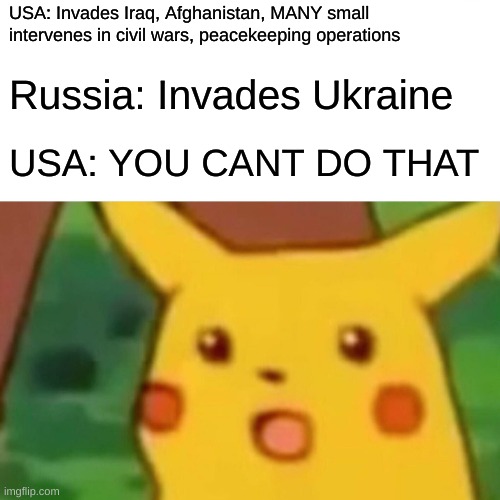 USA: Invades Iraq, Afghanistan, MANY small
intervenes in civil wars, peacekeeping operations
Russia: Invades Ukraine
USA: YOU CANT DO THAT
imgflip.com